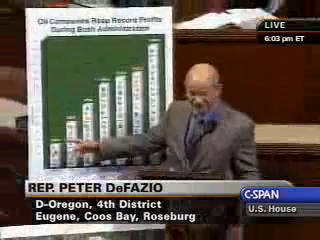 Oil Companies Reap Record Profits
During Bush Administration
LIVE
C-SPAN
6:03 pm ET
REP. PETER DeFAZIO
D-Oregon, 4th District
Eugene, Coos Bay, Roseburg
C-SPAN
U.S. House